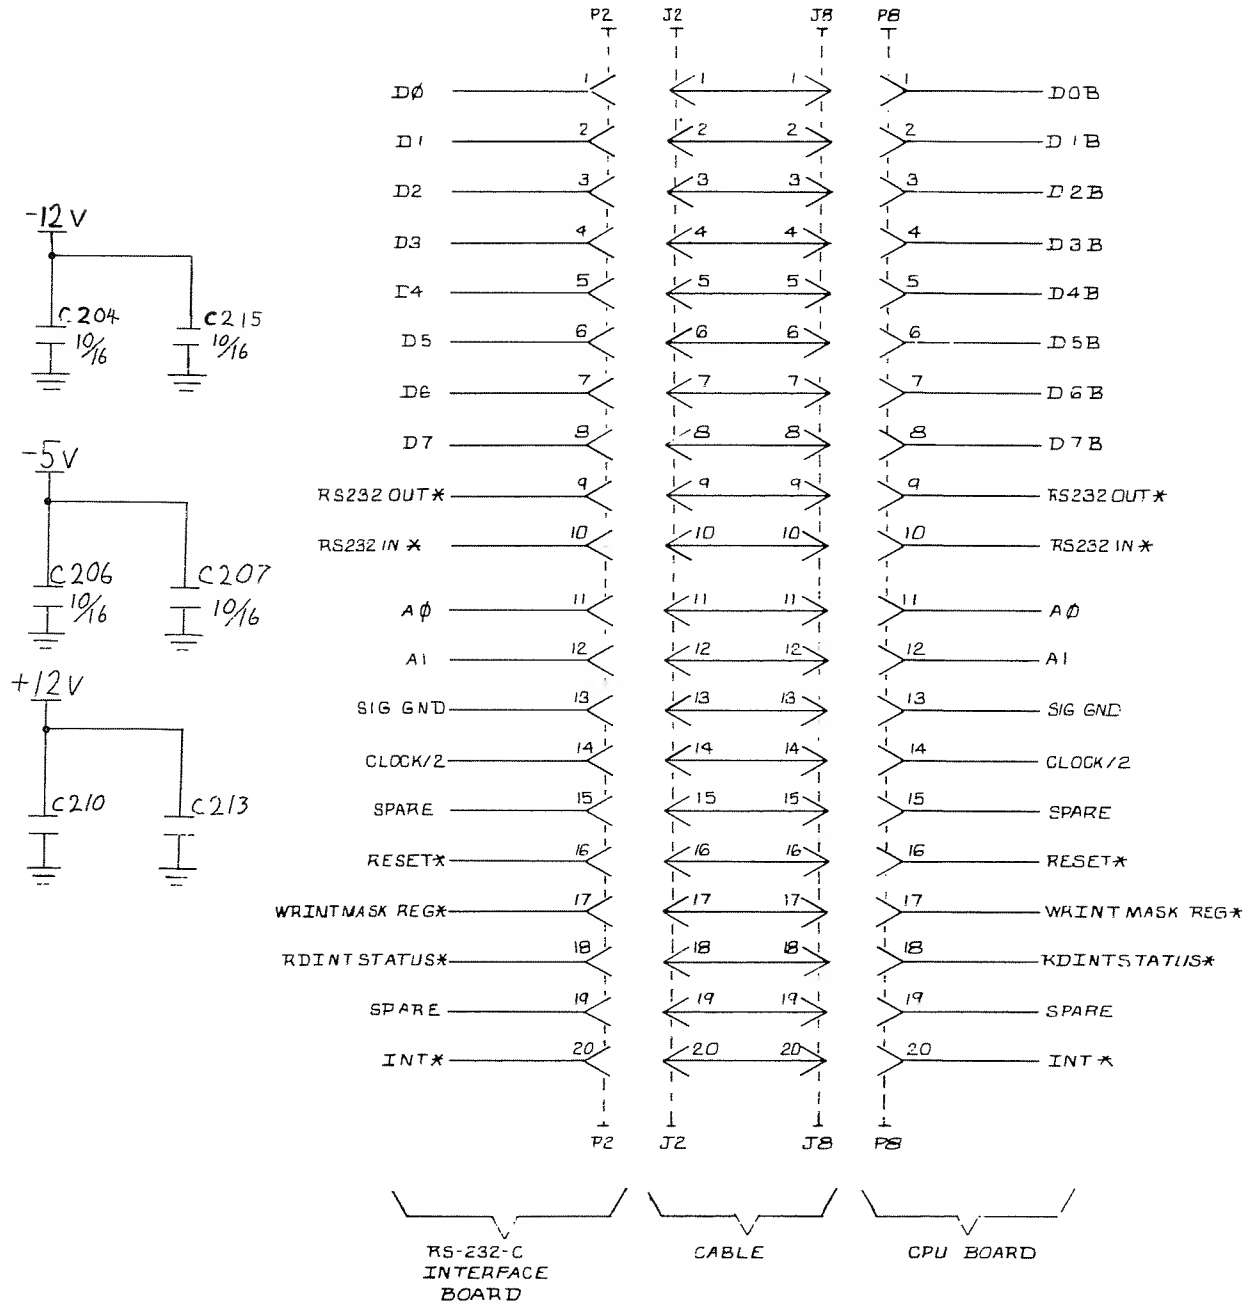 P2 J2 J8 P8
DØ 1 1 1 1 D0B
D1 2 2 2 2 D1B
D2 3 3 3 3 D2B
D3 4 4 4 4 D3B
D4 5 5 5 5 D4B
D5 6 6 6 6 D5B
D6 7 7 7 7 D6B
D7 8 8 8 8 D7B
RS232 OUT* 9 9 9 9 RS232 OUT*
RS232 IN * 10 10 10 10 RS232 IN *
AØ 11 11 11 11 AØ
A1 12 12 12 12 A1
SIG GND 13 13 13 13 SIG GND
CLOCK/2 14 14 14 14 CLOCK/2
SPARE 15 15 15 15 SPARE
RESET* 16 16 16 16 RESET*
WRINTMASK REG* 17 17 17 17 WRINT MASK REG*
RDINTSTATUS* 18 18 18 18 RDINTSTATUS*
SPARE 19 19 19 19 SPARE
INT* 20 20 20 20 INT *
P2 J2 J8 P8
RS-232-C
INTERFACE
BOARD
CABLE
CPU BOARD
-12V
C204
10/16
C215
10/16
-5V
C206
10/16
C207
10/16
+12V
C210
C213